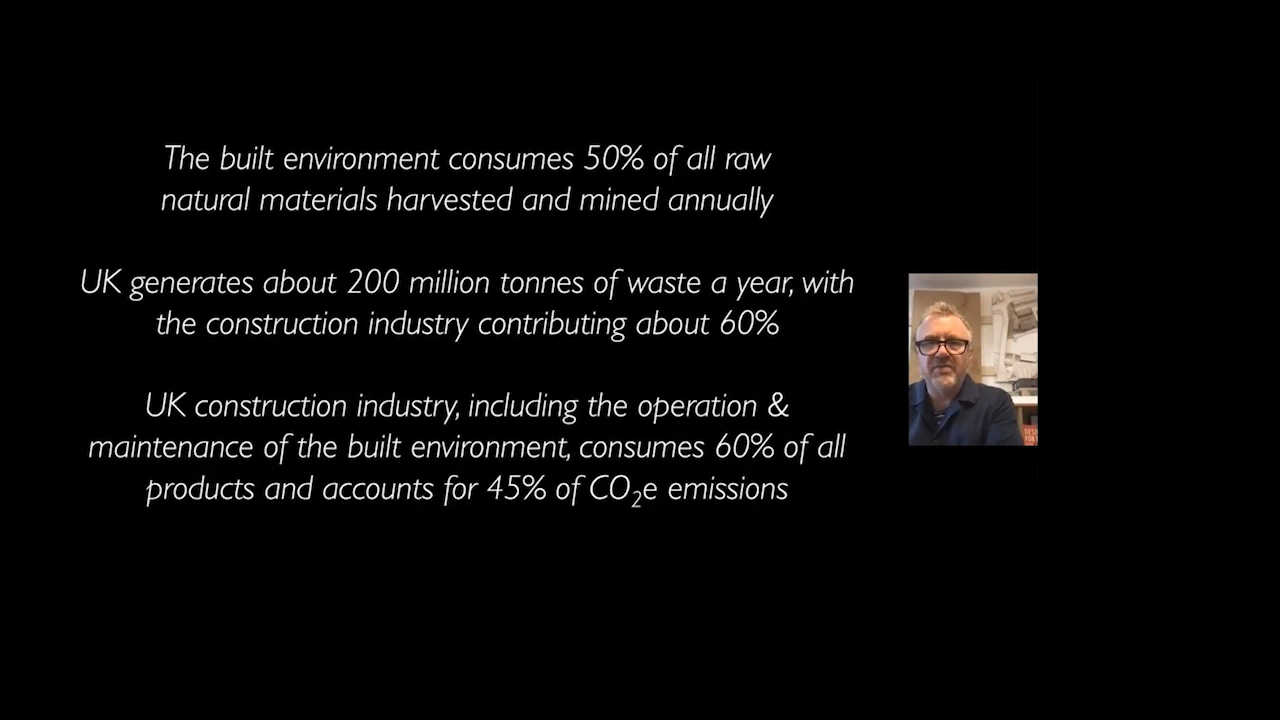 The built environment consumes 50% of all raw
natural materials harvested and mined annually
UK generates about 200 million tonnes of waste a year, with
the construction industry contributing about 60%
UK construction industry, including the operation &
maintenance of the built environment, consumes 60% of all
products and accounts for 45% of CO₂e emissions